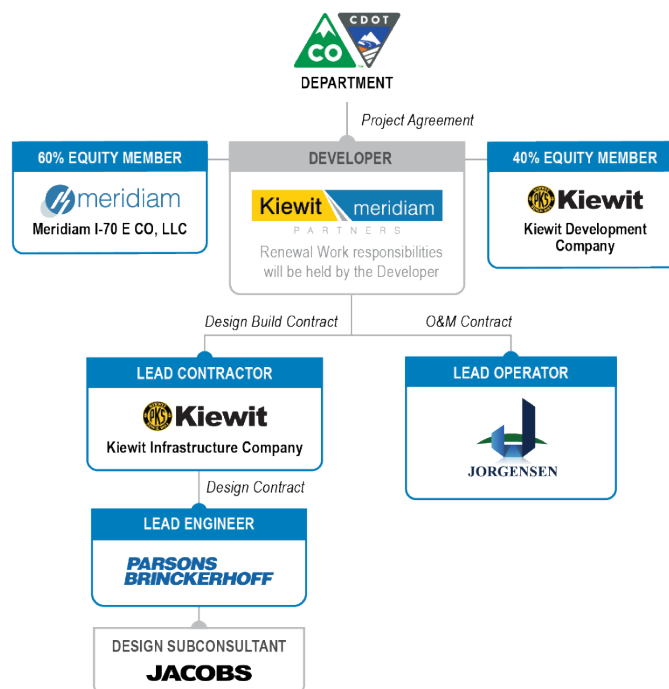 CO
CDOT
DEPARTMENT
Project Agreement
60% EQUITY MEMBER
meridiam
Meridiam I-70 E CO, LLC
DEVELOPER
Kiewit meridiam
PARTNERS
Renewal Work responsibilities
will be held by the Developer
40% EQUITY MEMBER
PKS
Kiewit
Kiewit Development
Company
Design Build Contract
O&M Contract
LEAD CONTRACTOR
PKS
Kiewit
Kiewit Infrastructure Company
LEAD OPERATOR
JORGENSEN
Design Contract
LEAD ENGINEER
PARSONS
BRINCKERHOFF
DESIGN SUBCONSULTANT
JACOBS